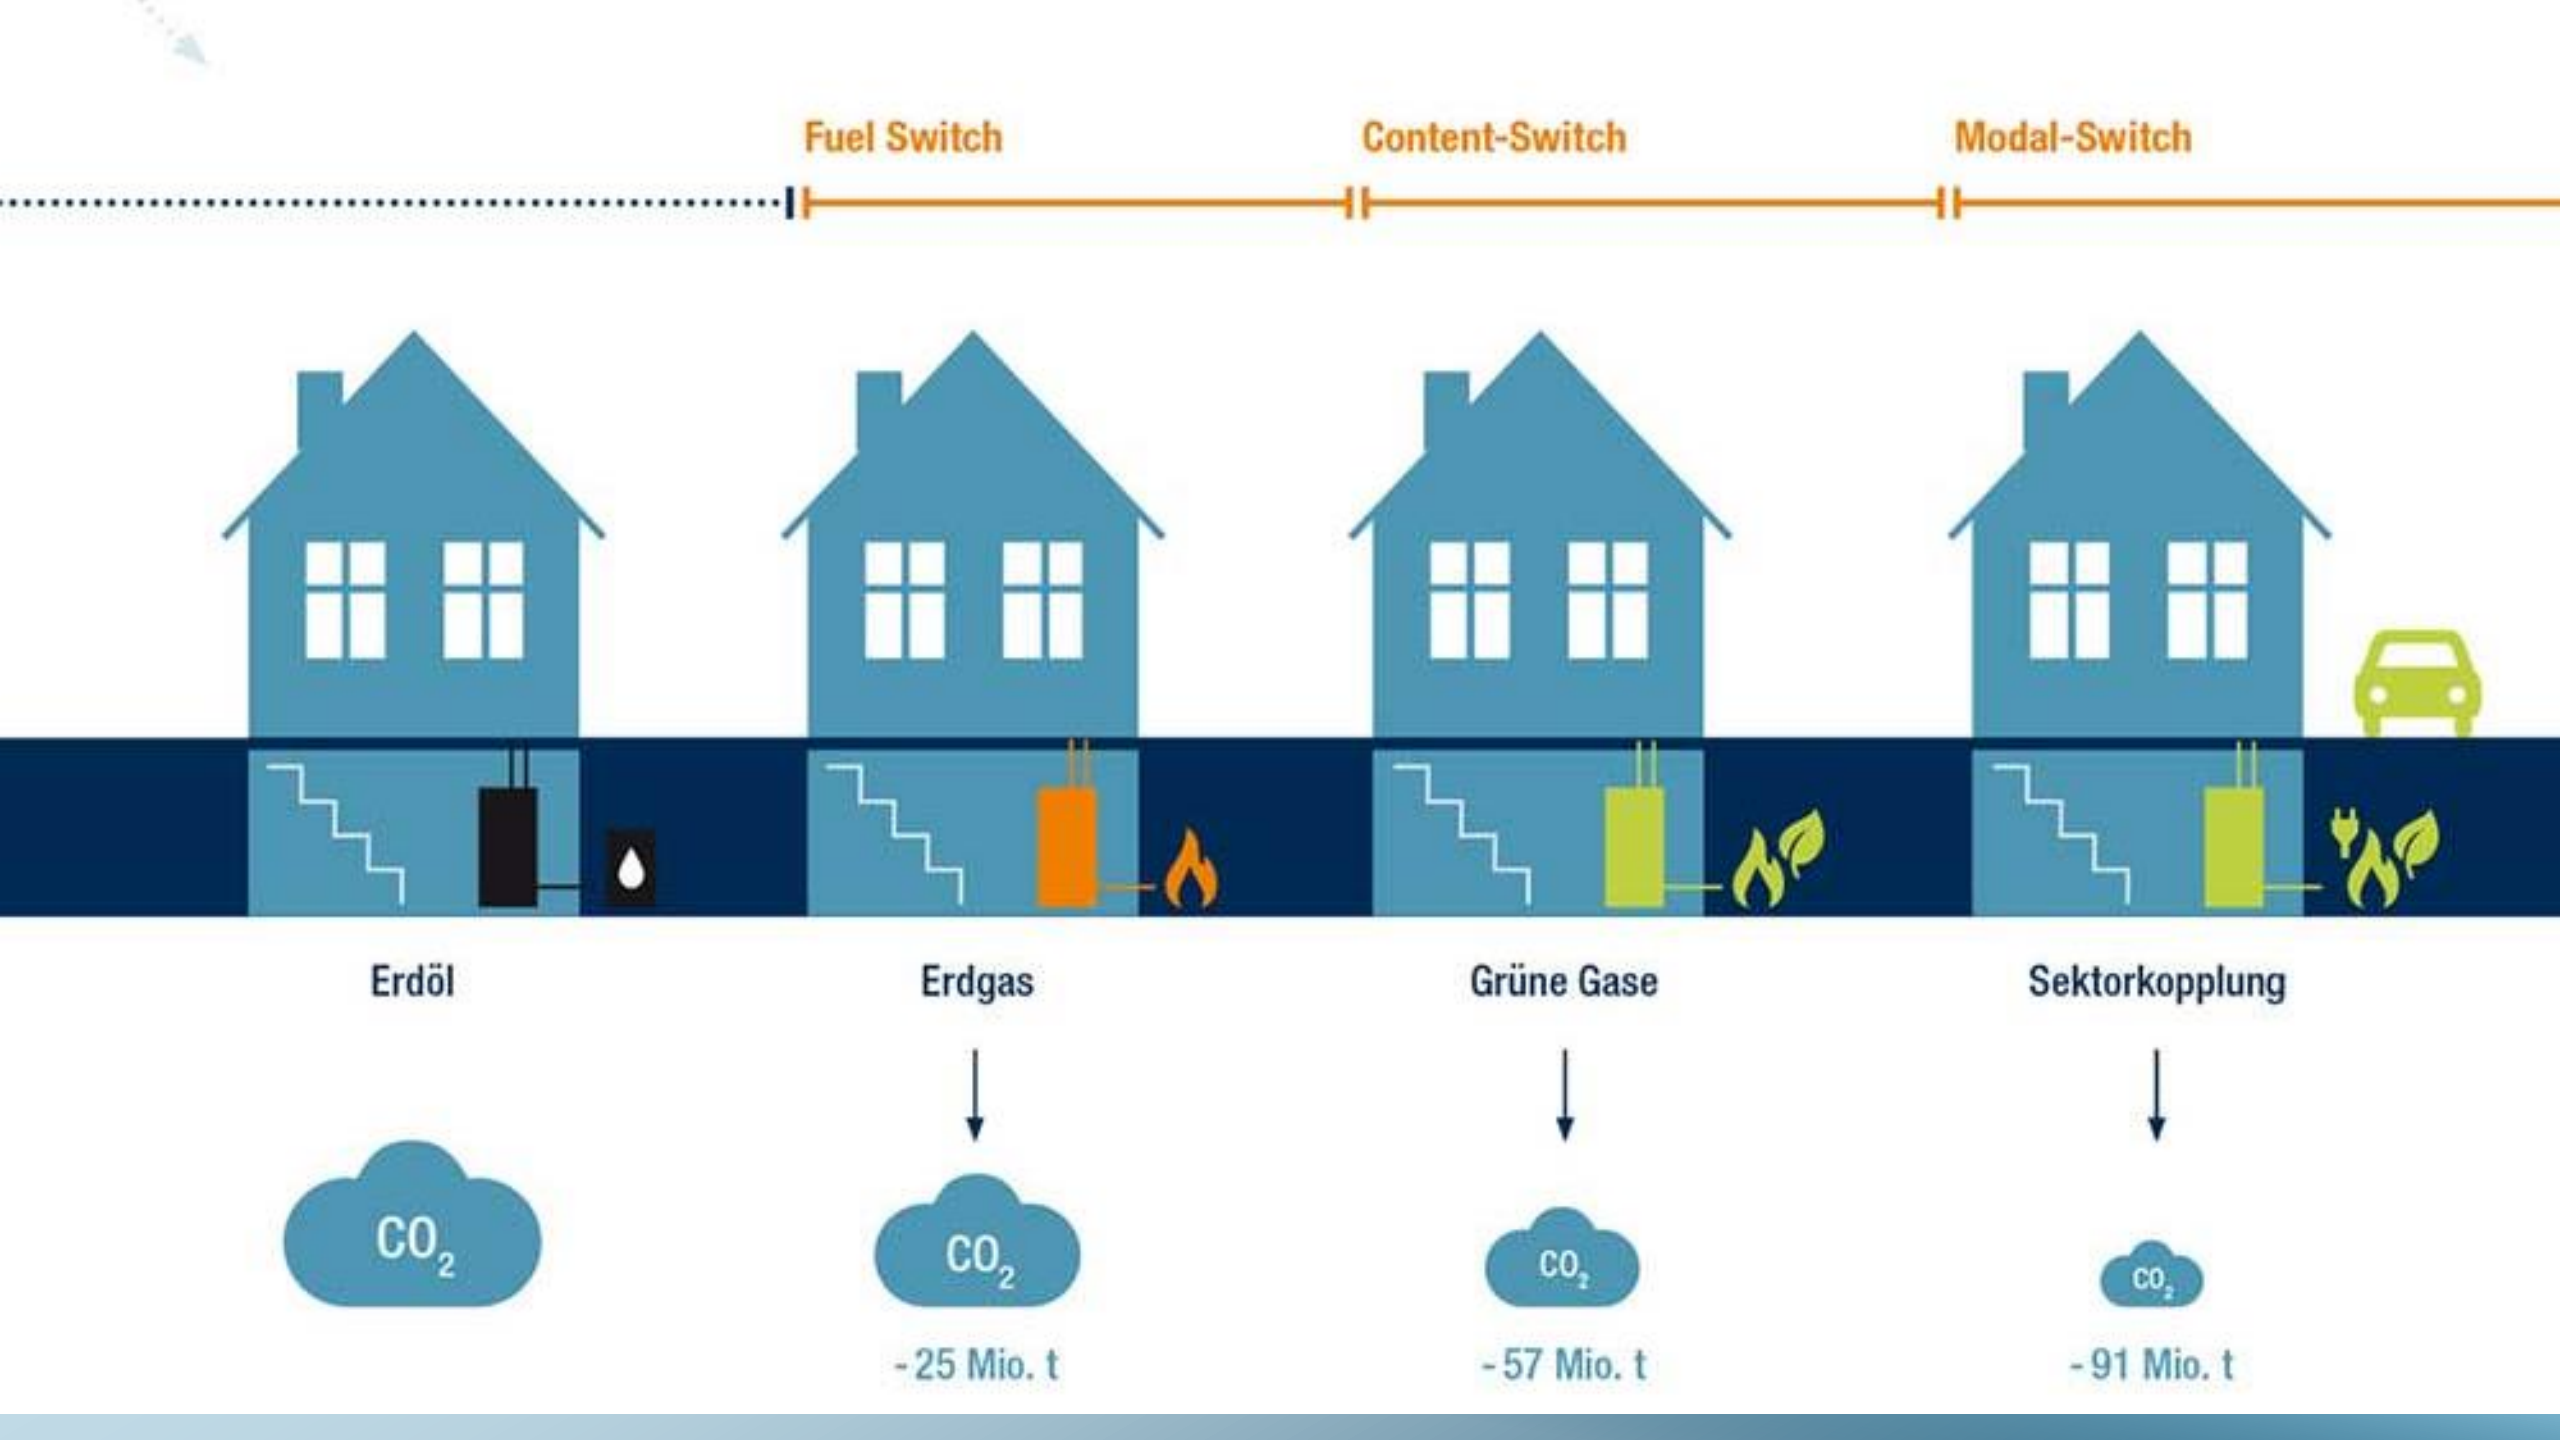 Fuel Switch
Content-Switch
Modal-Switch
Erdöl
Erdgas
Grüne Gase
Sektorkopplung
CO₂
CO₂
CO₂
CO₂
-25 Mio. t
-57 Mio. t
-91 Mio. t